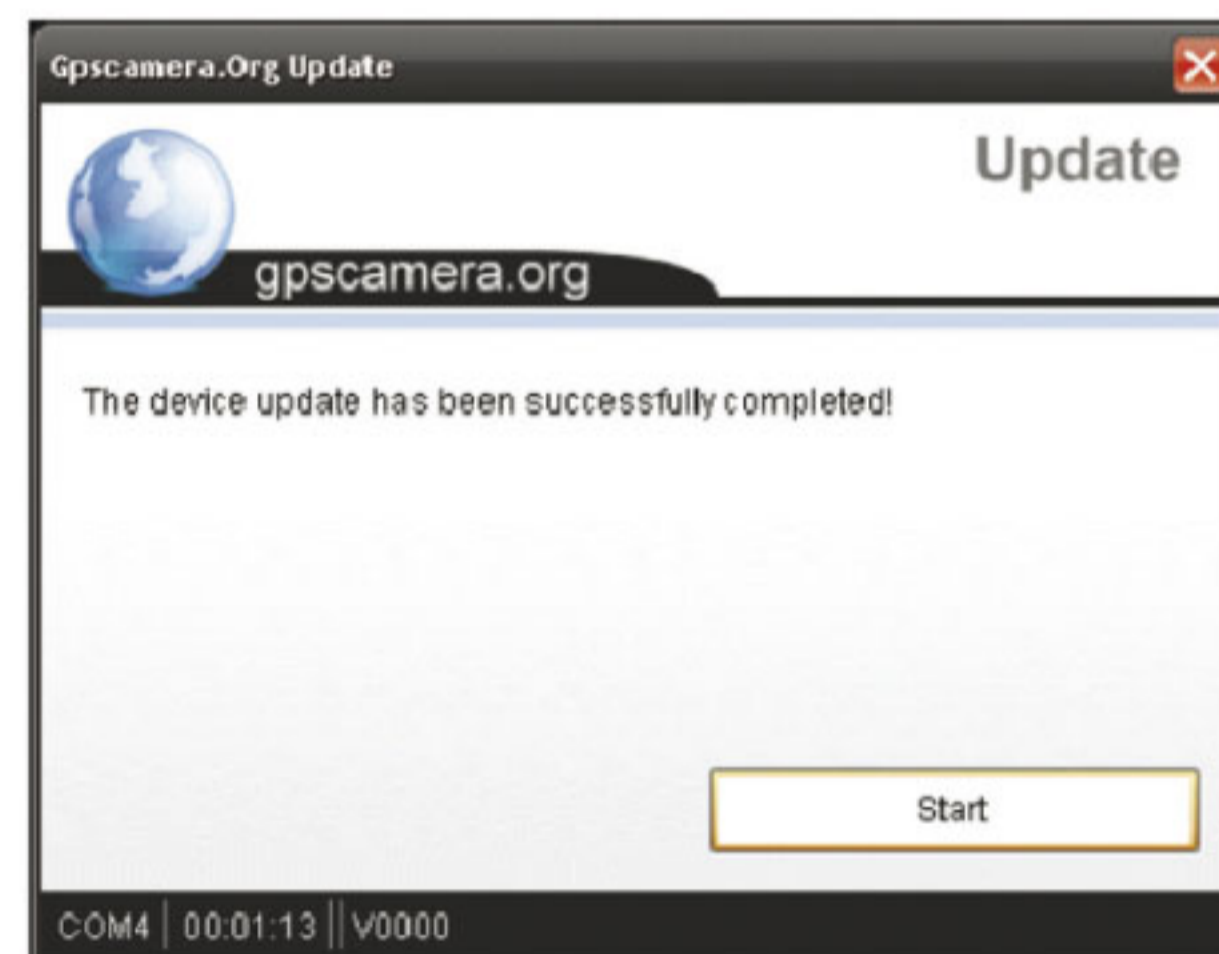 Gpscamera.Org Update
Update
gpscamera.org
The device update has been successfully completed!
Start
COM4 | 00:01:13 || V0000